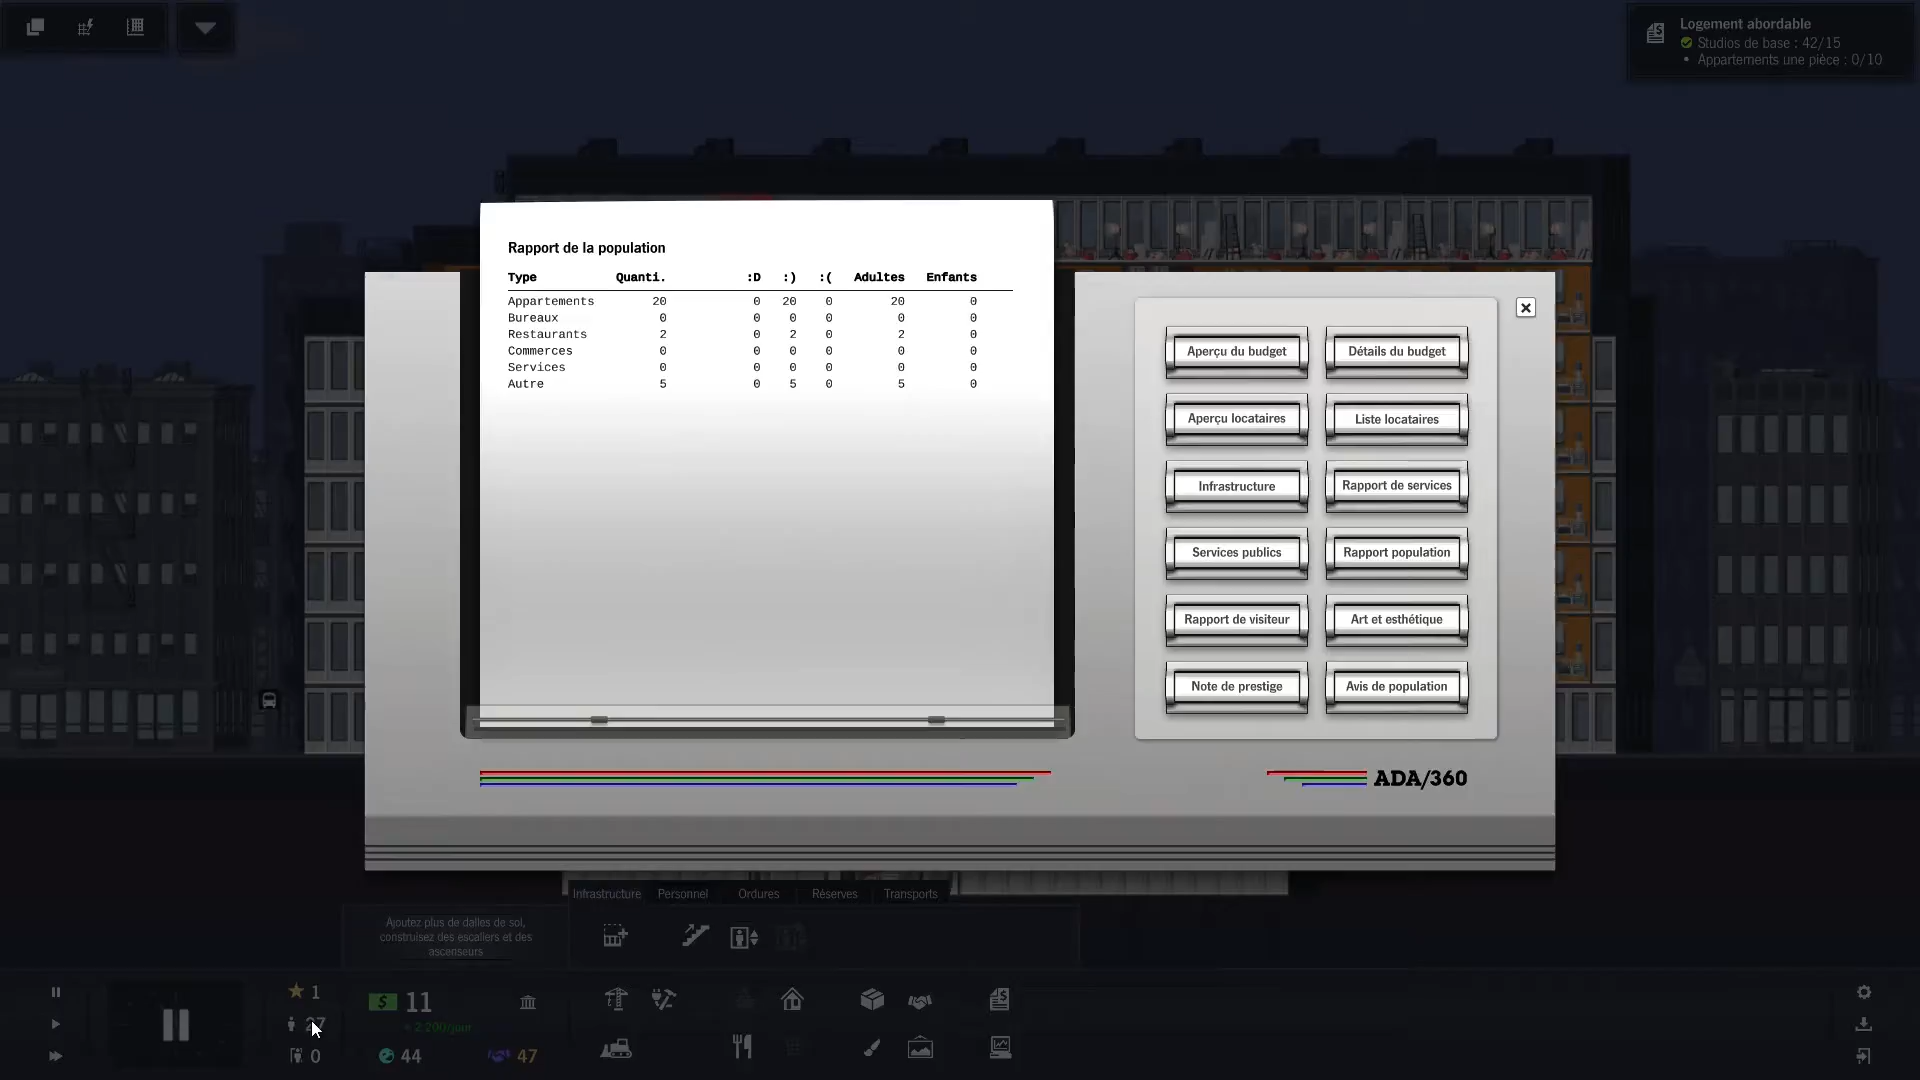 Logement abordable
Studios de base : 42/15
• Appartements une pièce : 0/10
Rapport de la population
Type Quanti. :D :) :( Adultes Enfants
Appartements 20 0 20 0 20 0
Bureaux 0 0 0 0 0 0
Restaurants 2 0 2 0 2 0
Commerces 0 0 0 0 0 0
Services 0 0 0 0 0 0
Autre 5 0 5 0 5 0
Aperçu du budget Détails du budget
Aperçu locataires Liste locataires
Infrastructure Rapport de services
Services publics Rapport population
Rapport de visiteur Art et esthétique
Note de prestige Avis de population
ADA/360
Infrastructure Personnel Ordures Réserves Transports
Ajoutez plus de dalles de sol,
construisez des escaliers et des
ascenseurs
1
27
0
$ 11
+ 2 200/jour
44 47